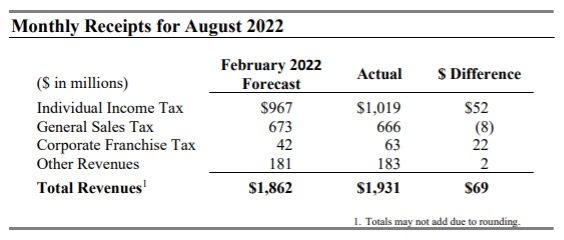 Monthly Receipts for August 2022
($ in millions) February 2022 Forecast Actual $ Difference
Individual Income Tax $967 $1,019 $52
General Sales Tax 673 666 (8)
Corporate Franchise Tax 42 63 22
Other Revenues 181 183 2
Total Revenues1 $1,862 $1,931 $69
1. Totals may not add due to rounding.